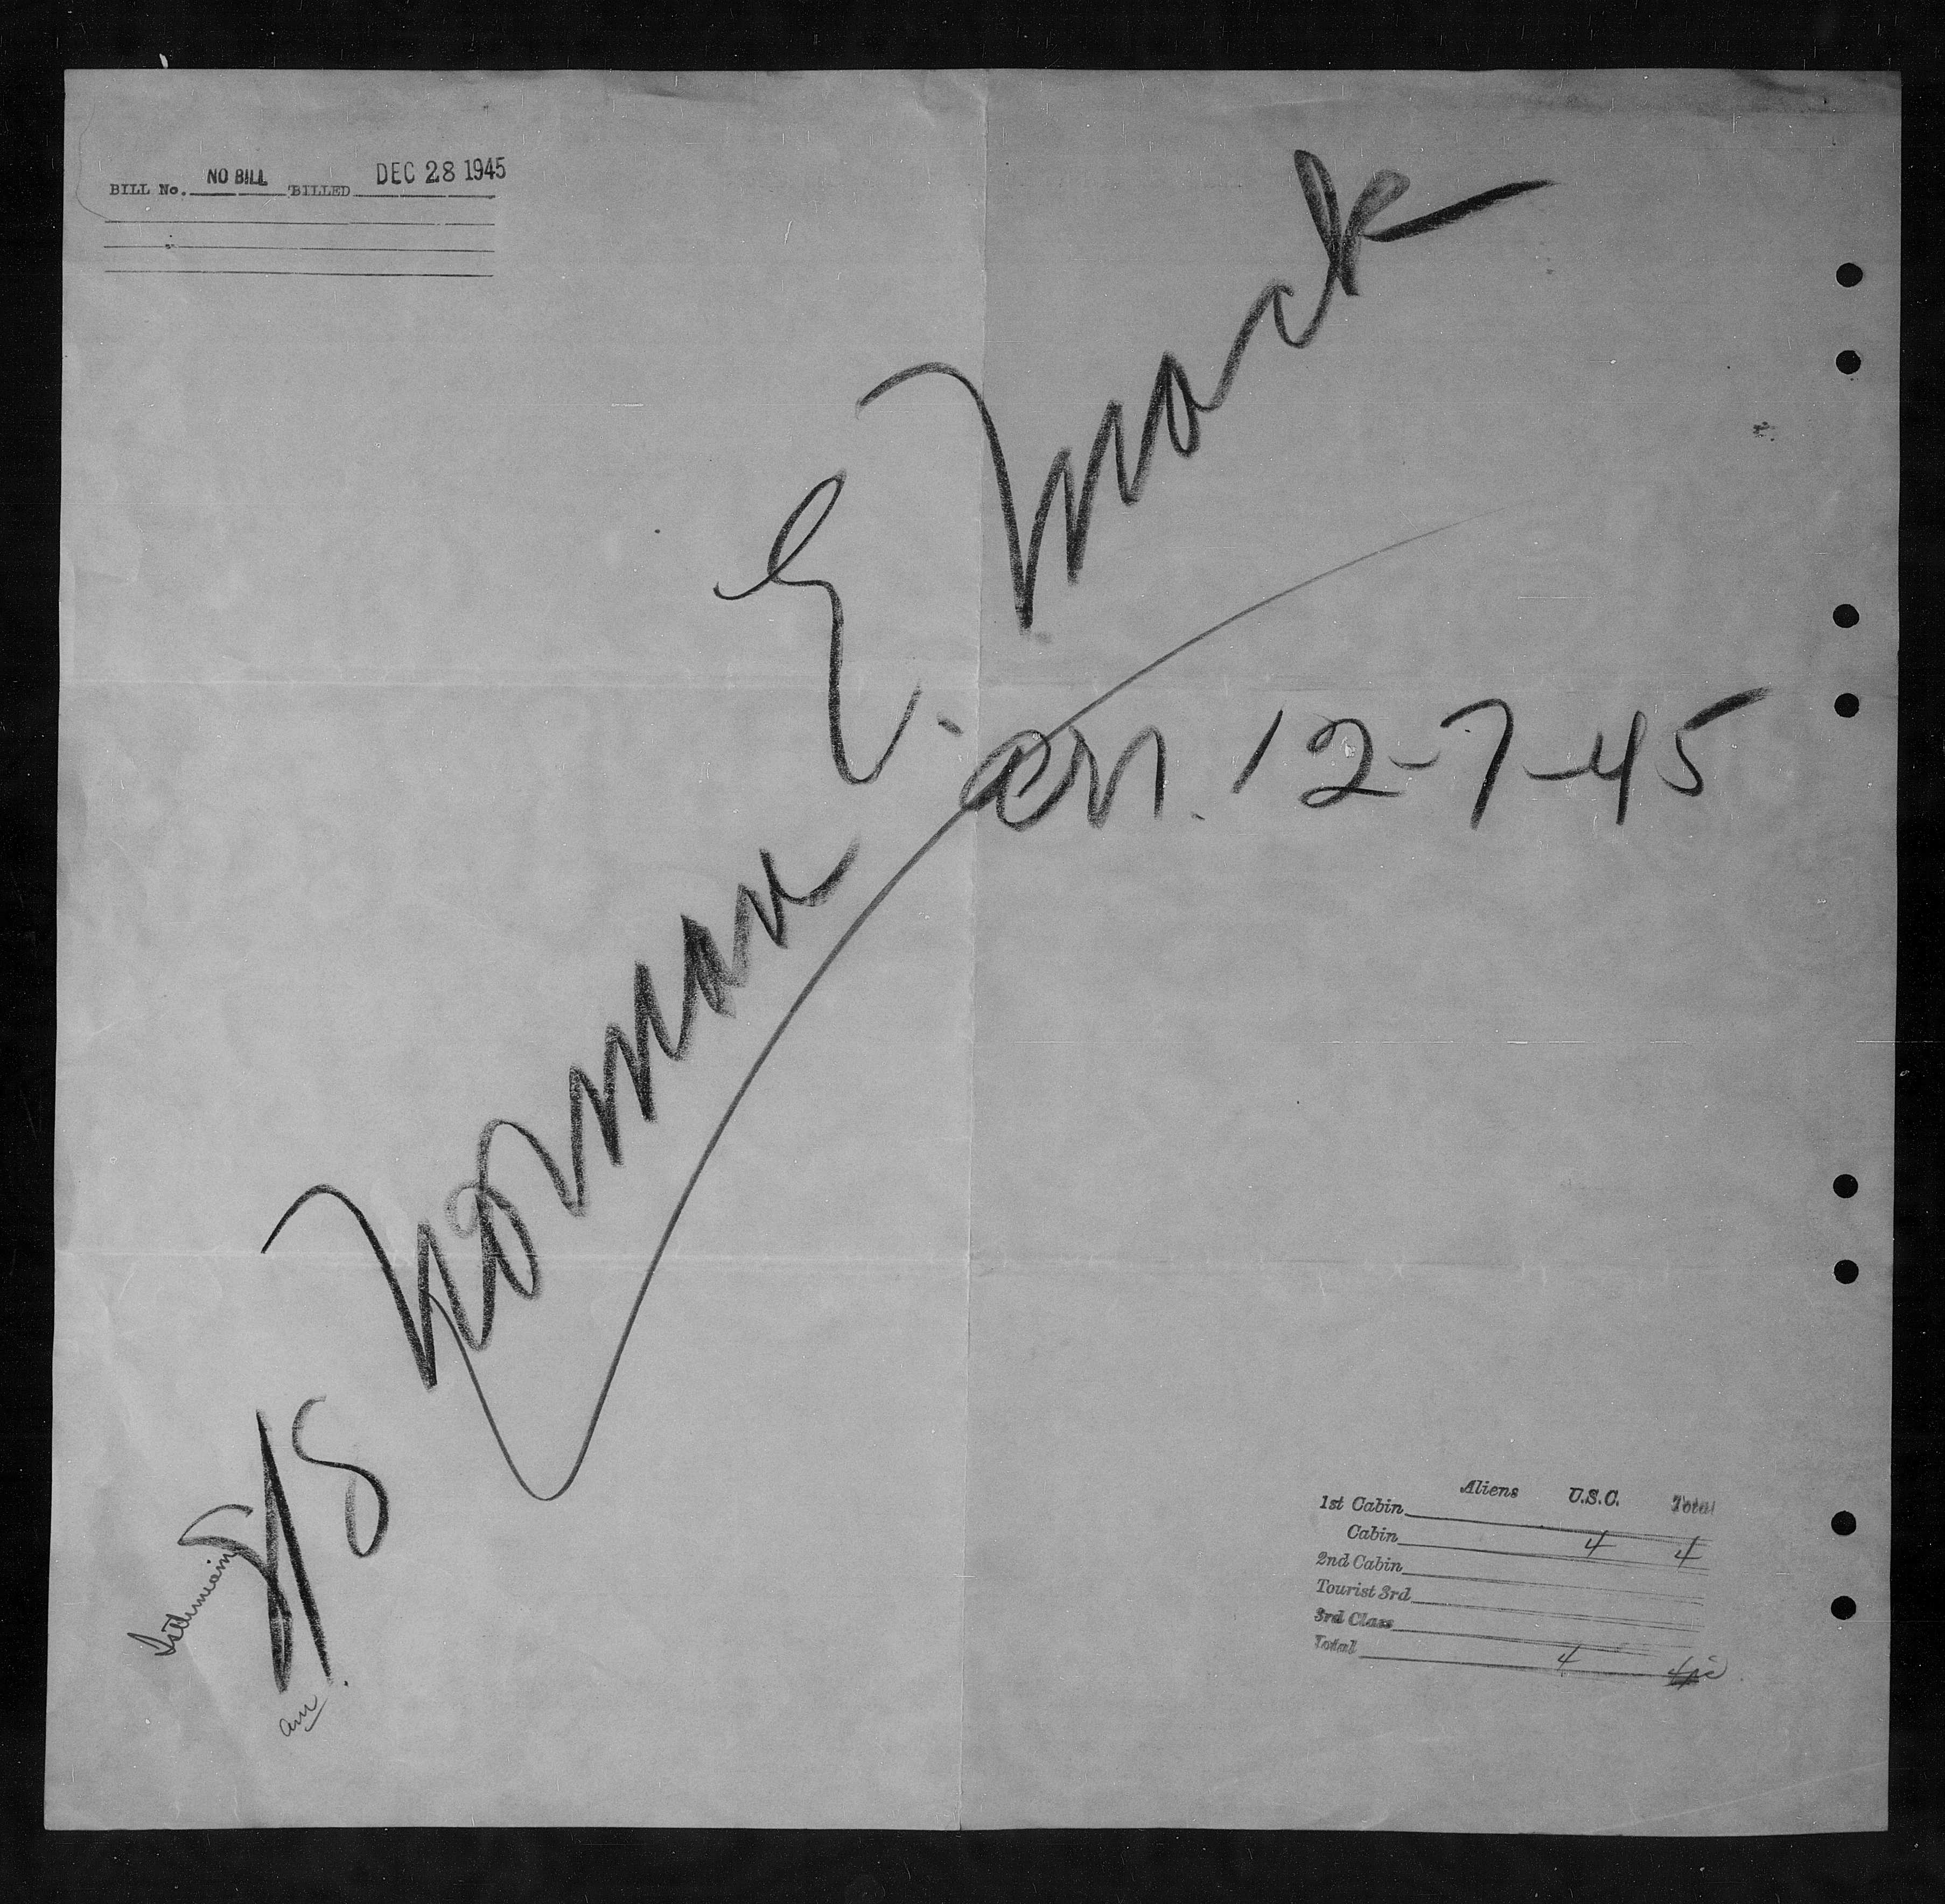 BILL No. NO BILL BILLED DEC 28 1945
S/S Norman E. Mack
arr. 12-7-45
Aliens U.S.C. Total
1st Cabin
Cabin 4 4
2nd Cabin
Tourist 3rd
3rd Class
Total 4 4